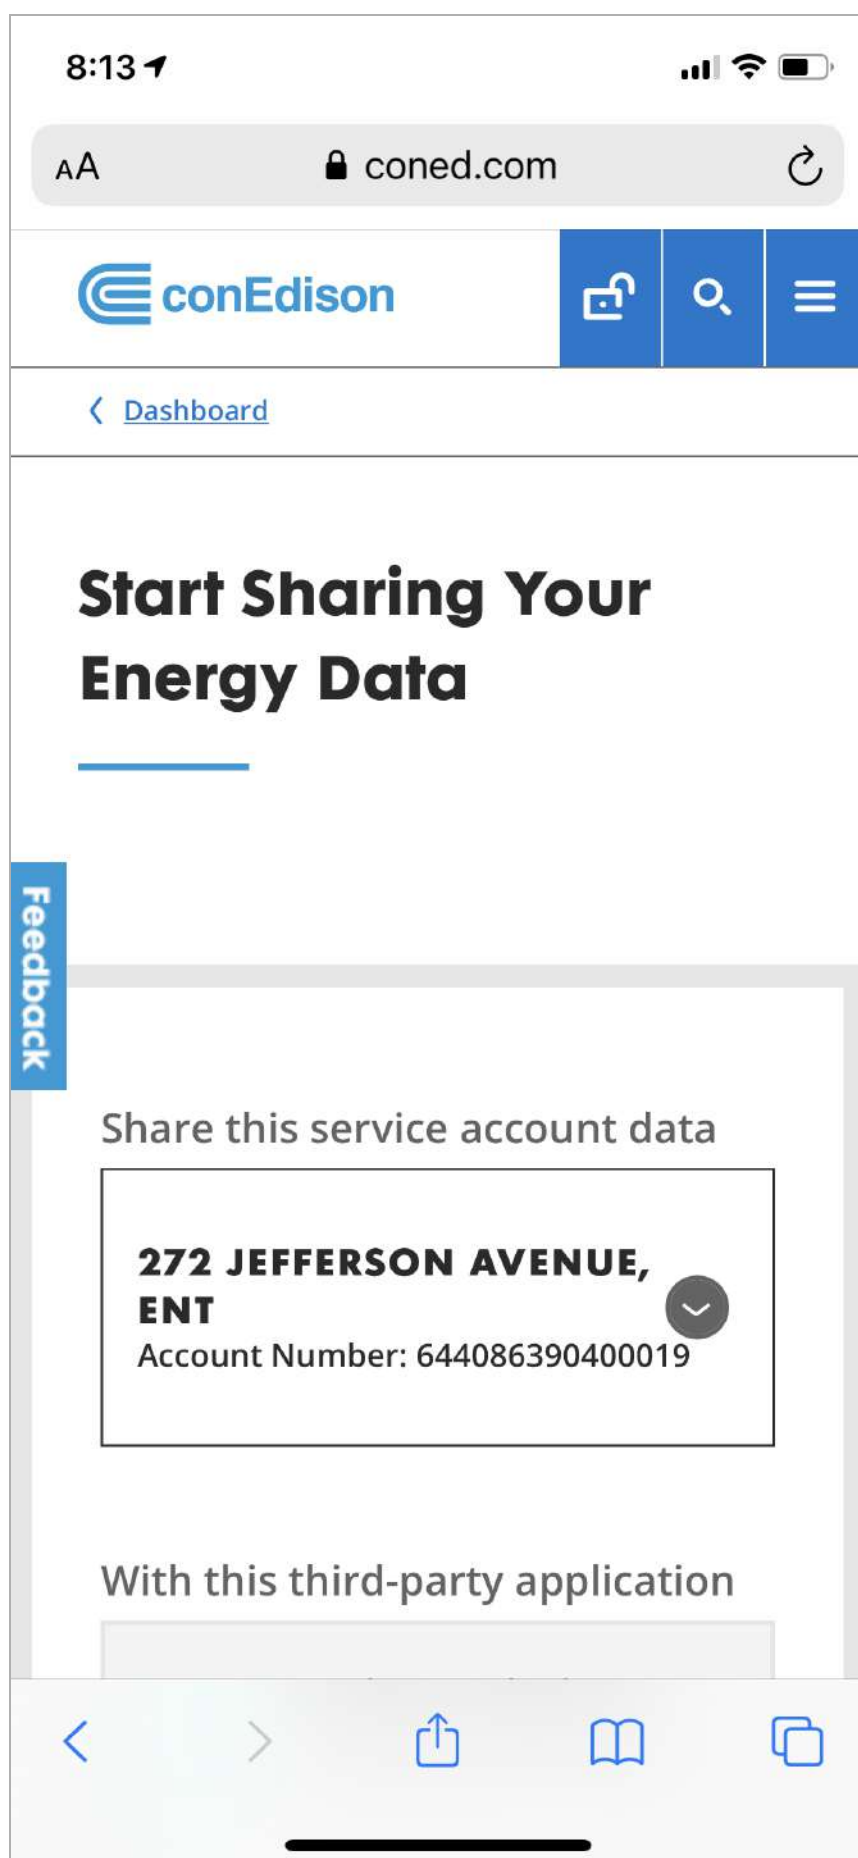 8:13
AA coned.com
conEdison
Dashboard
Start Sharing Your
Energy Data
Feedback
Share this service account data
272 JEFFERSON AVENUE,
ENT
Account Number: 644086390400019
With this third-party application